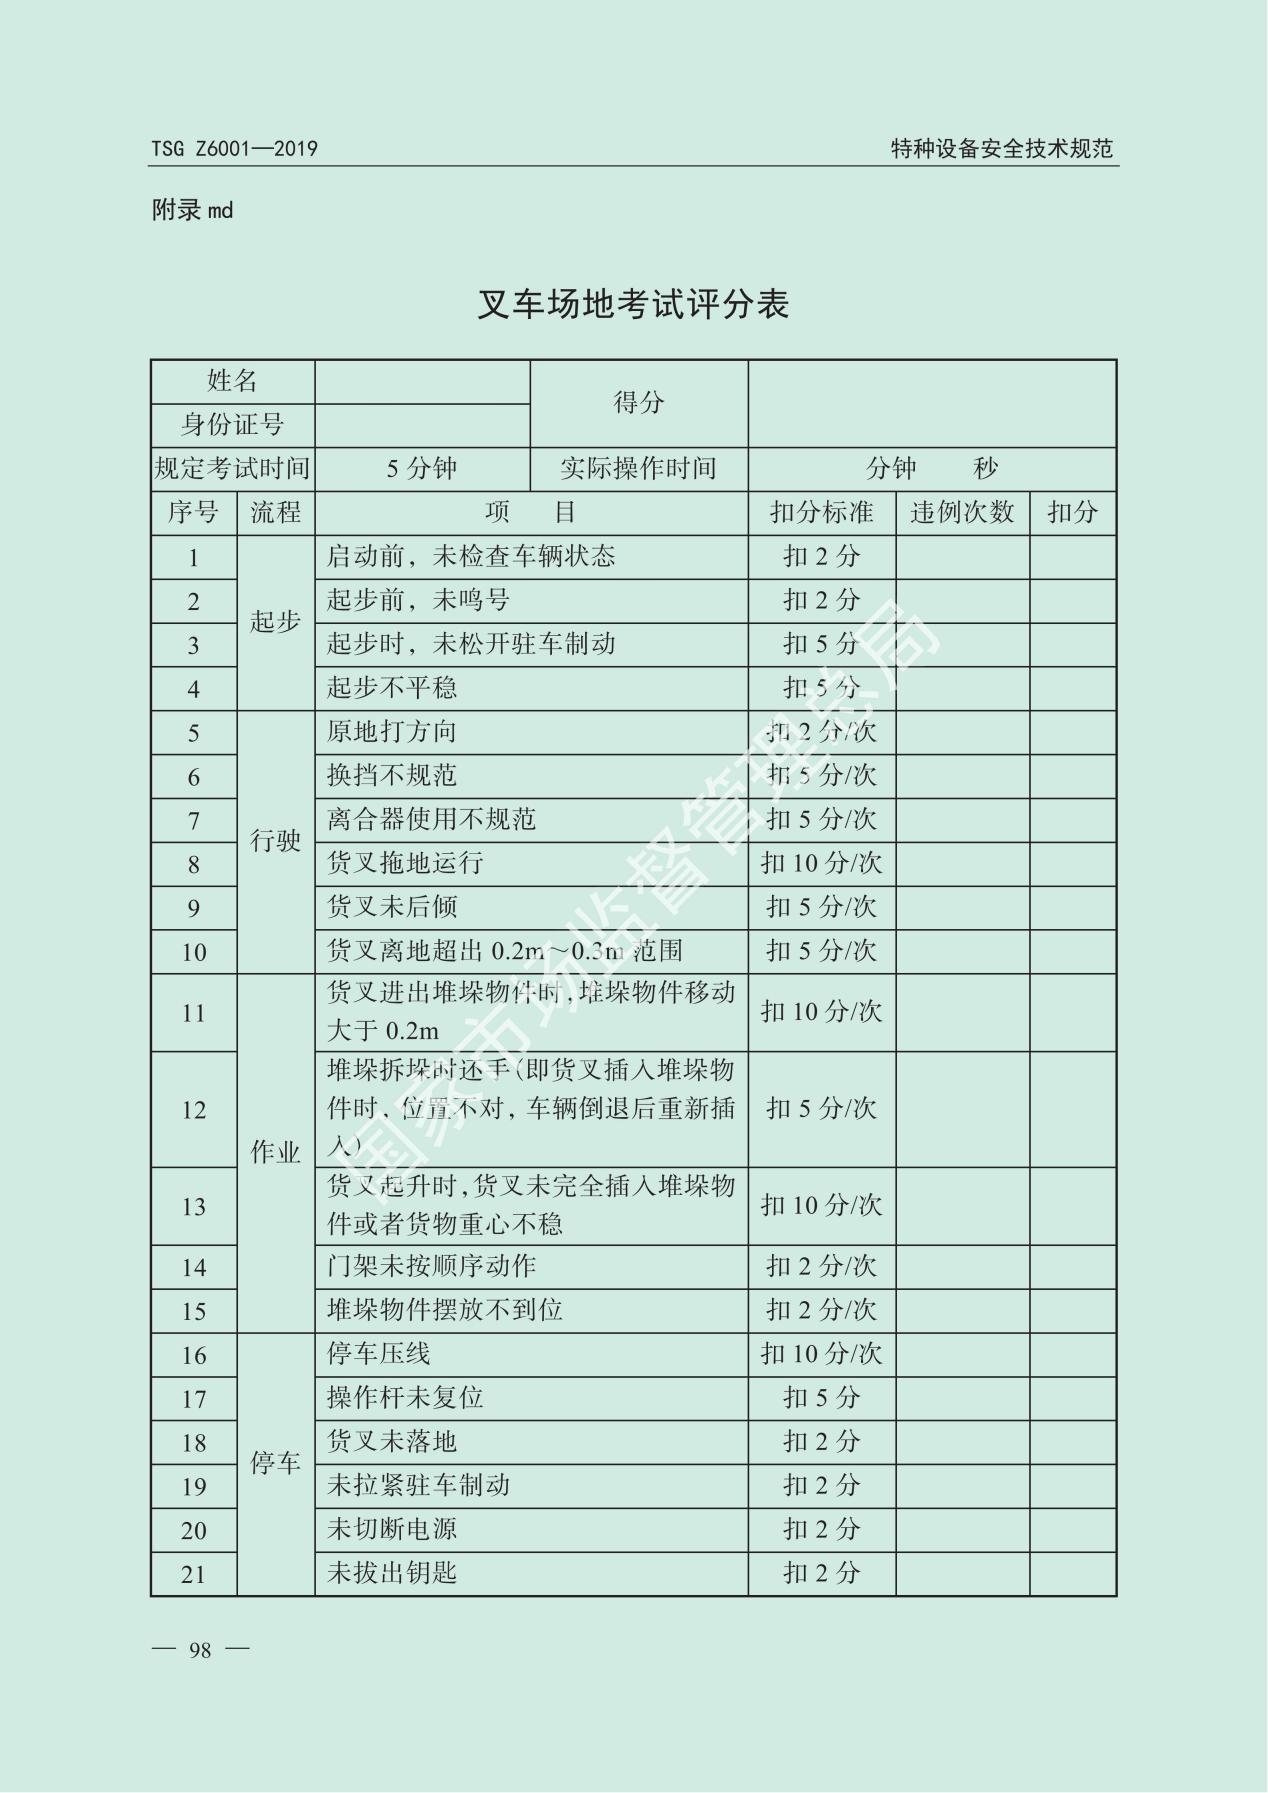 TSG Z6001—2019 特种设备安全技术规范
附录 md
叉车场地考试评分表
姓名
得分
身份证号
规定考试时间 5 分钟 实际操作时间 分钟 秒
序号 流程 项 目 扣分标准 违例次数 扣分
1 起步 启动前，未检查车辆状态 扣 2 分
2 起步前，未鸣号 扣 2 分
3 起步时，未松开驻车制动 扣 5 分
4 起步不平稳 扣 5 分
5 行驶 原地打方向 扣 2 分/次
6 换挡不规范 扣 5 分/次
7 离合器使用不规范 扣 5 分/次
8 货叉拖地运行 扣 10 分/次
9 货叉未后倾 扣 5 分/次
10 货叉离地超出 0.2m～0.3m 范围 扣 5 分/次
11 作业 货叉进出堆垛物件时，堆垛物件移动
大于 0.2m 扣 10 分/次
12 堆垛拆垛时还手（即货叉插入堆垛物
件时，位置不对，车辆倒退后重新插
入） 扣 5 分/次
13 货叉起升时，货叉未完全插入堆垛物
件或者货物重心不稳 扣 10 分/次
14 门架未按顺序动作 扣 2 分/次
15 堆垛物件摆放不到位 扣 2 分/次
16 停车 停车压线 扣 10 分/次
17 操作杆未复位 扣 5 分
18 货叉未落地 扣 2 分
19 未拉紧驻车制动 扣 2 分
20 未切断电源 扣 2 分
21 未拔出钥匙 扣 2 分
国家市场监督管理总局
— 98 —